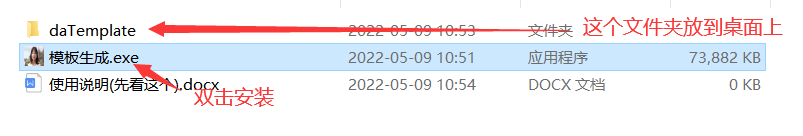 daTemplate 2022-05-09 10:53 文件夹 这个文件夹放到桌面上
模板生成.exe 2022-05-09 10:51 应用程序 73,882 KB
使用说明(先看这个).docx 2022-05-09 10:54 DOCX 文档 0 KB
双击安装